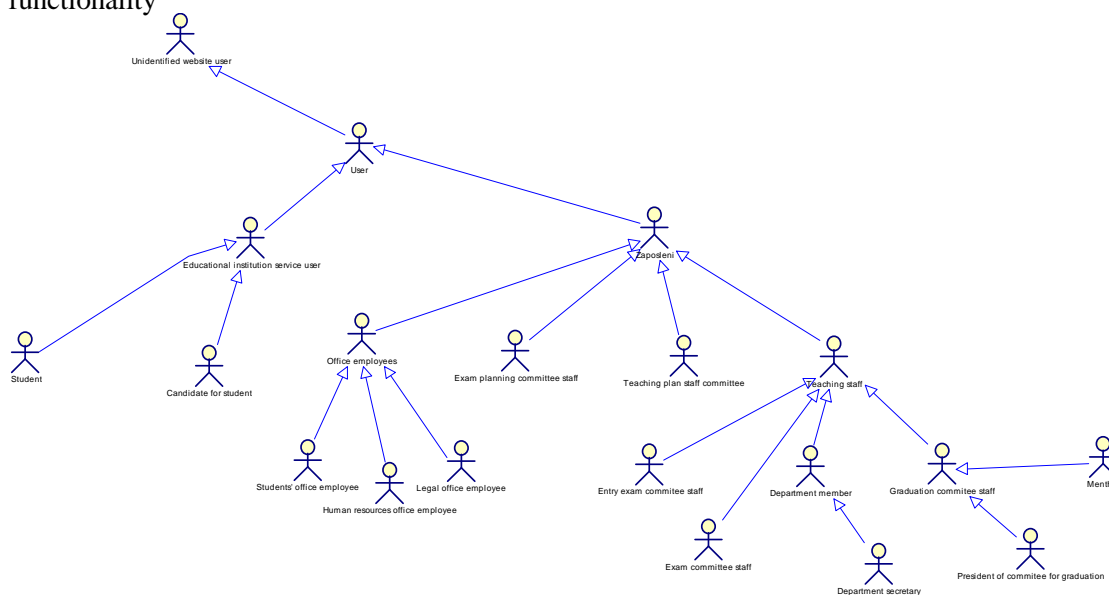 functionality
Unidentified website user
User
Educational institution service user
Zaposleni
Student
Candidate for student
Office employees
Exam planning committee staff
Teaching plan staff committee
Teaching staff
Students' office employee
Human resources office employee
Legal office employee
Entry exam commitee staff
Department member
Graduation commitee staff
Menth
Exam committee staff
Department secretary
President of commitee for graduation